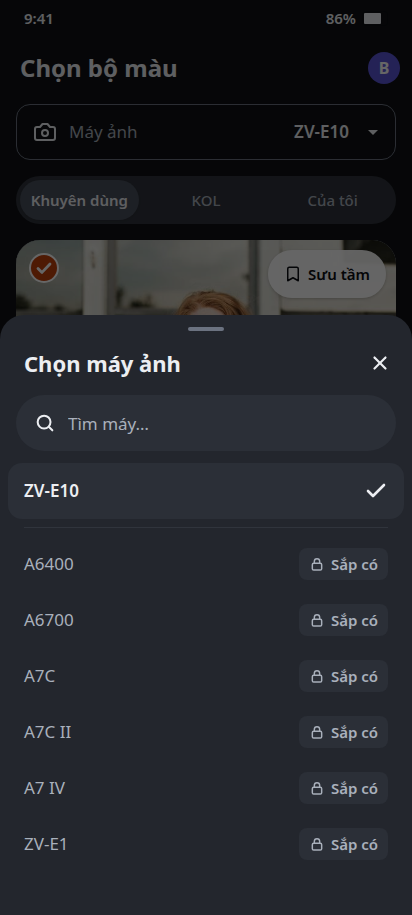 9:41
86%
Chọn bộ màu
B
Máy ảnh
ZV-E10
Khuyên dùng
KOL
Của tôi
Sưu tầm
Chọn máy ảnh
Tìm máy...
ZV-E10
A6400
Sắp có
A6700
Sắp có
A7C
Sắp có
A7C II
Sắp có
A7 IV
Sắp có
ZV-E1
Sắp có